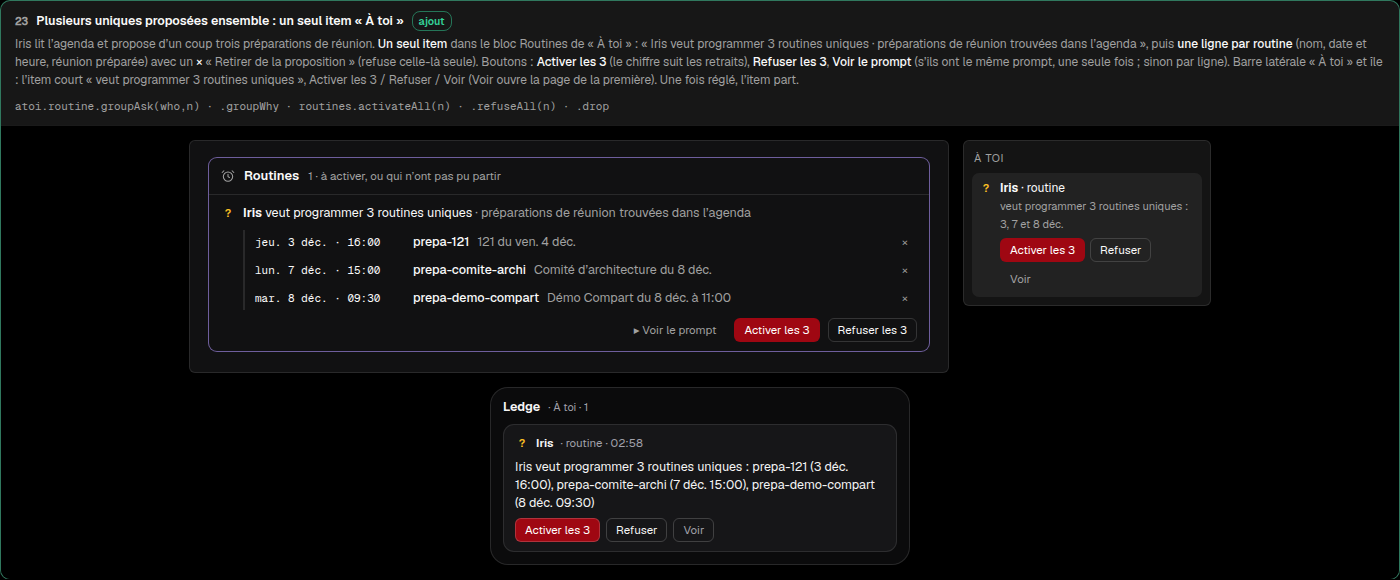 23 Plusieurs uniques proposées ensemble : un seul item « À toi » ajout
Iris lit l'agenda et propose d'un coup trois préparations de réunion. Un seul item dans le bloc Routines de « À toi » : « Iris veut programmer 3 routines uniques · préparations de réunion trouvées dans l'agenda », puis une ligne par routine (nom, date et
heure, réunion préparée) avec un × « Retirer de la proposition » (refuse celle-là seule). Boutons : Activer les 3 (le chiffre suit les retraits), Refuser les 3, Voir le prompt (s'ils ont le même prompt, une seule fois ; sinon par ligne). Barre latérale « À toi » et île
: l'item court « veut programmer 3 routines uniques », Activer les 3 / Refuser / Voir (Voir ouvre la page de la première). Une fois réglé, l'item part.
atoi.routine.groupAsk(who,n) · .groupWhy · routines.activateAll(n) · .refuseAll(n) · .drop
Routines 1 · à activer, ou qui n'ont pas pu partir
? Iris veut programmer 3 routines uniques · préparations de réunion trouvées dans l'agenda
jeu. 3 déc. · 16:00 prepa-121 121 du ven. 4 déc. ×
lun. 7 déc. · 15:00 prepa-comite-archi Comité d'architecture du 8 déc. ×
mar. 8 déc. · 09:30 prepa-demo-compart Démo Compart du 8 déc. à 11:00 ×
▸ Voir le prompt Activer les 3 Refuser les 3
À TOI
? Iris · routine
veut programmer 3 routines uniques :
3, 7 et 8 déc.
Activer les 3 Refuser
Voir
Ledge · À toi · 1
? Iris · routine · 02:58
Iris veut programmer 3 routines uniques : prepa-121 (3 déc.
16:00), prepa-comite-archi (7 déc. 15:00), prepa-demo-compart
(8 déc. 09:30)
Activer les 3 Refuser Voir